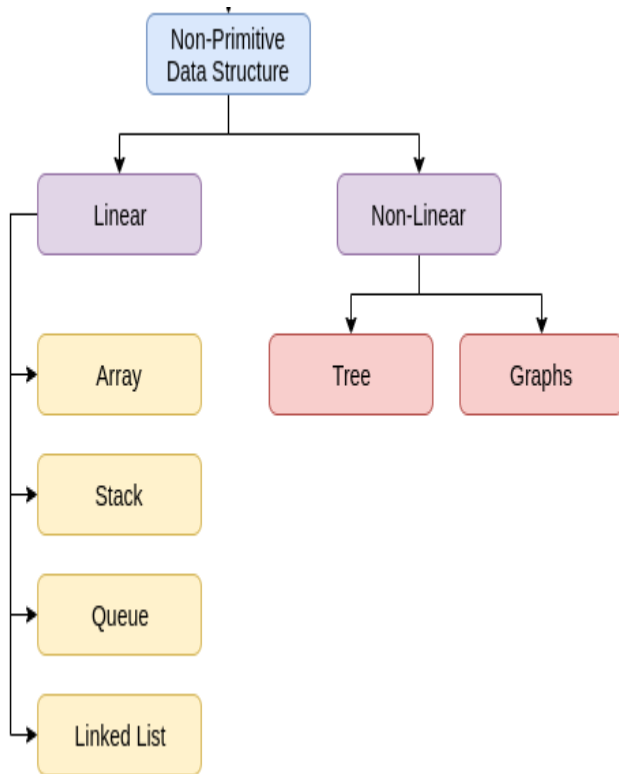 Non-Primitive
Data Structure
Linear
Non-Linear
Array
Tree
Graphs
Stack
Queue
Linked List